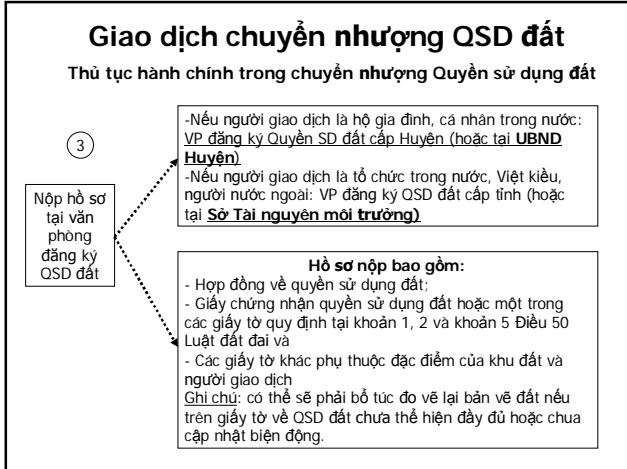 Giao dịch chuyển nhượng QSD đất
Thủ tục hành chính trong chuyển nhượng Quyền sử dụng đất
3
Nộp hồ sơ
tại văn
phòng
đăng ký
QSD đất
-Nếu người giao dịch là hộ gia đình, cá nhân trong nước:
VP đăng ký Quyền SD đất cấp Huyện (hoặc tại UBND
Huyện)
-Nếu người giao dịch là tổ chức trong nước, Việt kiều,
người nước ngoài: VP đăng ký QSD đất cấp tỉnh (hoặc
tại Sở Tài nguyên môi trường)
Hồ sơ nộp bao gồm:
- Hợp đồng về quyền sử dụng đất;
- Giấy chứng nhận quyền sử dụng đất hoặc một trong
các giấy tờ quy định tại khoản 1, 2 và khoản 5 Điều 50
Luật đất đai và
- Các giấy tờ khác phụ thuộc đặc điểm của khu đất và
người giao dịch
Ghi chú: có thể sẽ phải bổ túc đo vẽ lại bản vẽ đất nếu
trên giấy tờ về QSD đất chưa thể hiện đầy đủ hoặc chua
cập nhật biện động.